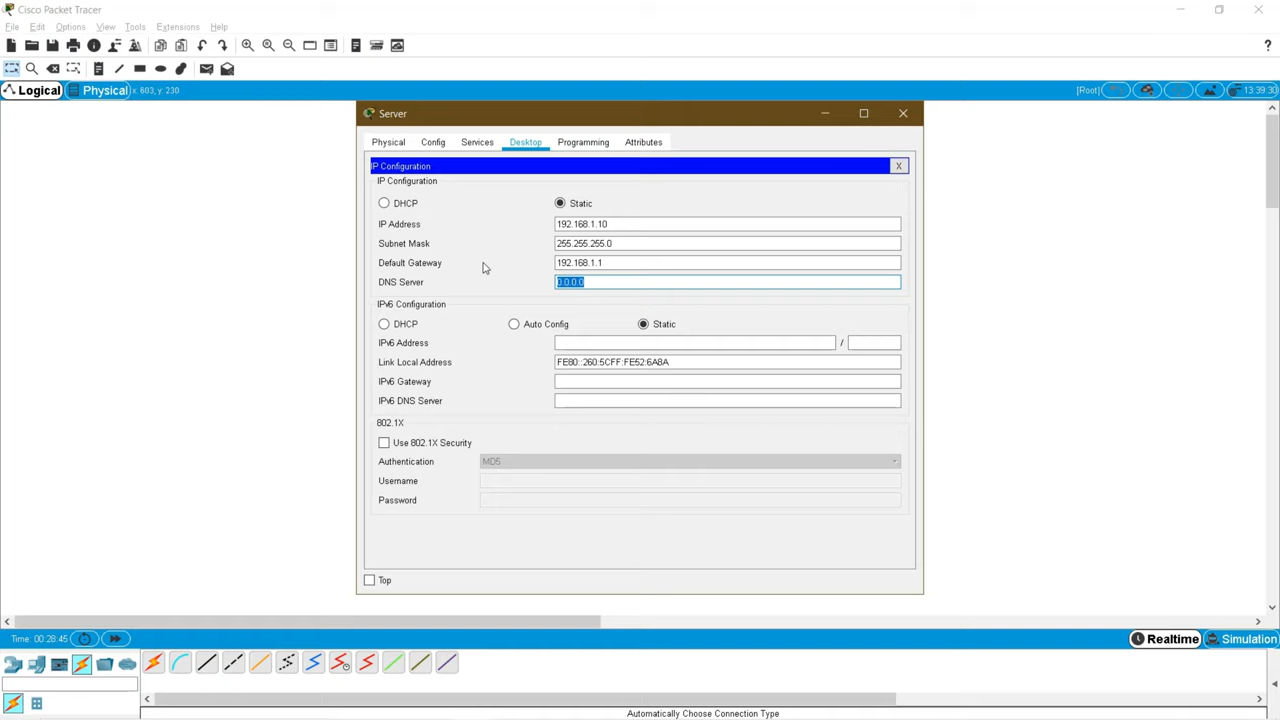 Cisco Packet Tracer
File Edit Options View Tools Extensions Help
?
Logical Physical x: 603, y: 230 [Root] 13:39:30
Server
Physical Config Services Desktop Programming Attributes
IP Configuration X
IP Configuration
DHCP Static
IP Address 192.168.1.10
Subnet Mask 255.255.255.0
Default Gateway 192.168.1.1
DNS Server 0.0.0.0
IPv6 Configuration
DHCP Auto Config Static
IPv6 Address /
Link Local Address FE80::260:5CFF:FE52:6A8A
IPv6 Gateway
IPv6 DNS Server
802.1X
Use 802.1X Security
Authentication MD5
Username
Password
Top
Time: 00:28:45 Realtime Simulation
Automatically Choose Connection Type